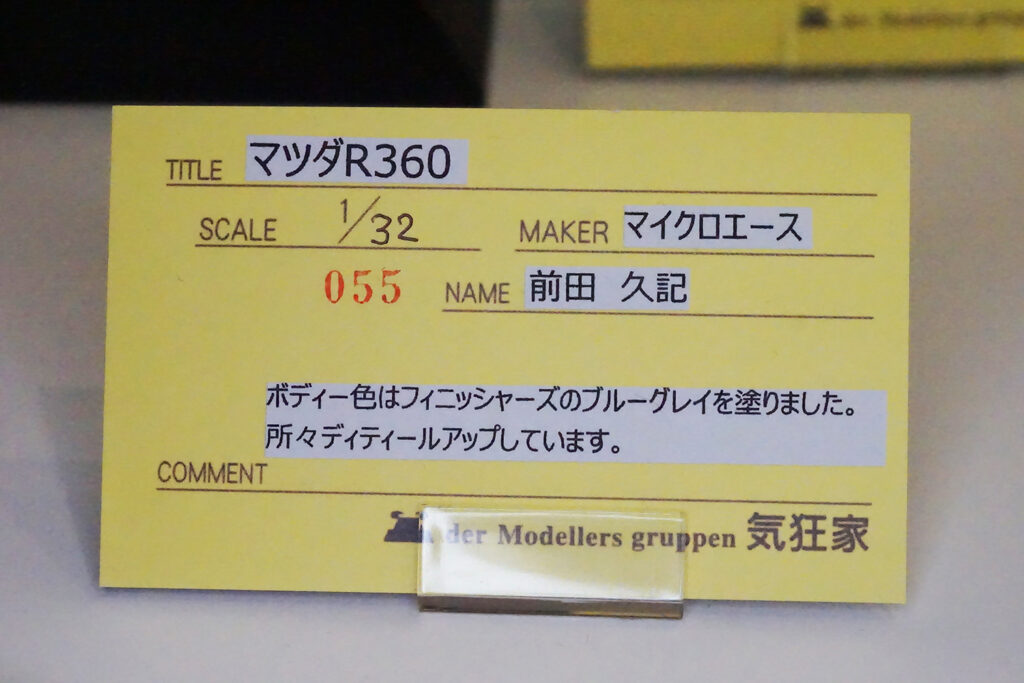 der Modellers gruppen
TITLE マツダR360
SCALE 1/32 MAKER マイクロエース
055 NAME 前田 久記
ボディー色はフィニッシャーズのブルーグレイを塗りました。
所々ディティールアップしています。
COMMENT
der Modellers gruppen 気狂家